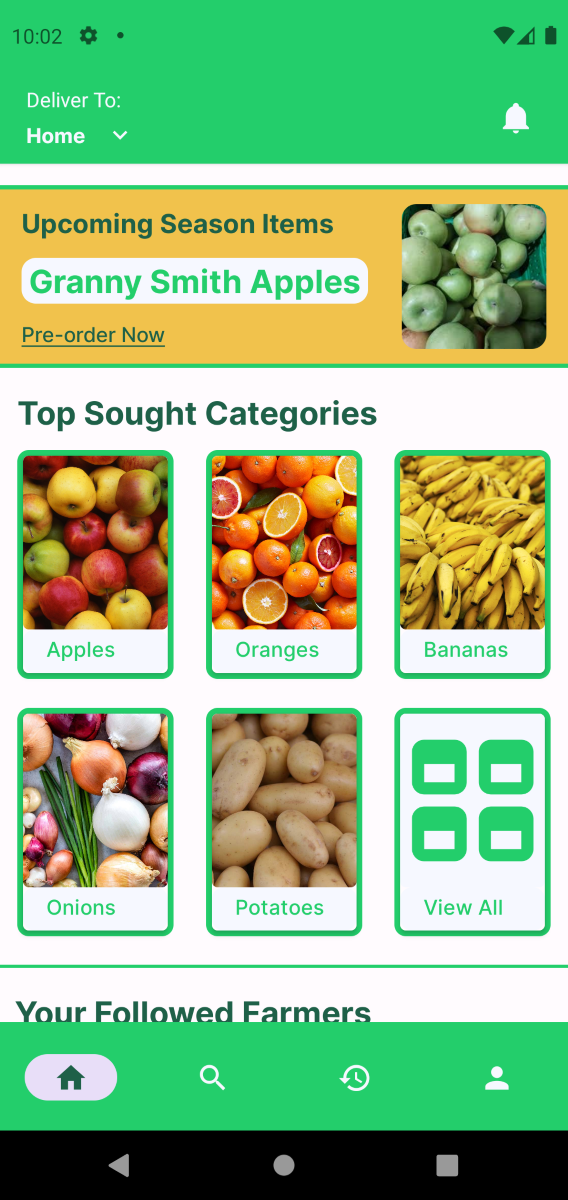 10:02
Deliver To:
Home
Upcoming Season Items
Granny Smith Apples
Pre-order Now
Top Sought Categories
Apples
Oranges
Bananas
Onions
Potatoes
View All
Your Followed Farmers